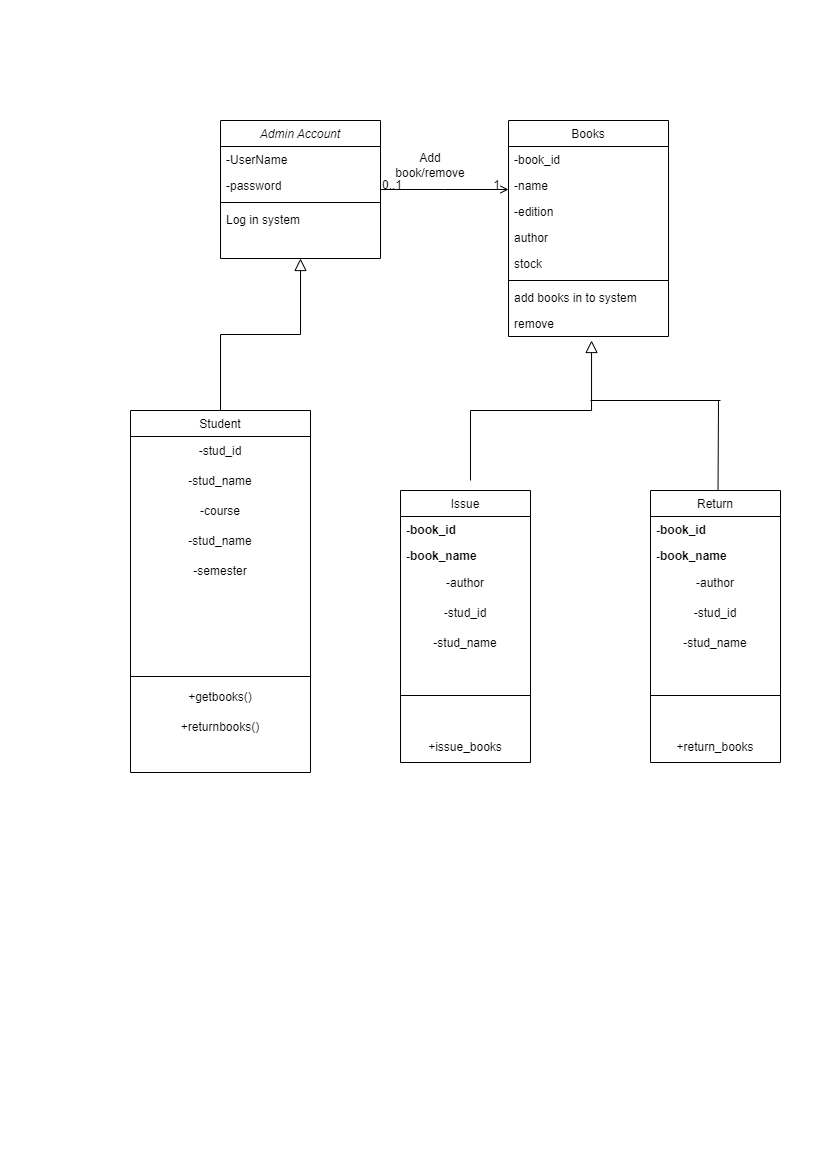 Admin Account
-UserName
-password
Log in system
Add
book/remove
0..1
1
Books
-book_id
-name
-edition
author
stock
add books in to system
remove
Student
-stud_id
-stud_name
-course
-stud_name
-semester
+getbooks()
+returnbooks()
Issue
-book_id
-book_name
-author
-stud_id
-stud_name
+issue_books
Return
-book_id
-book_name
-author
-stud_id
-stud_name
+return_books